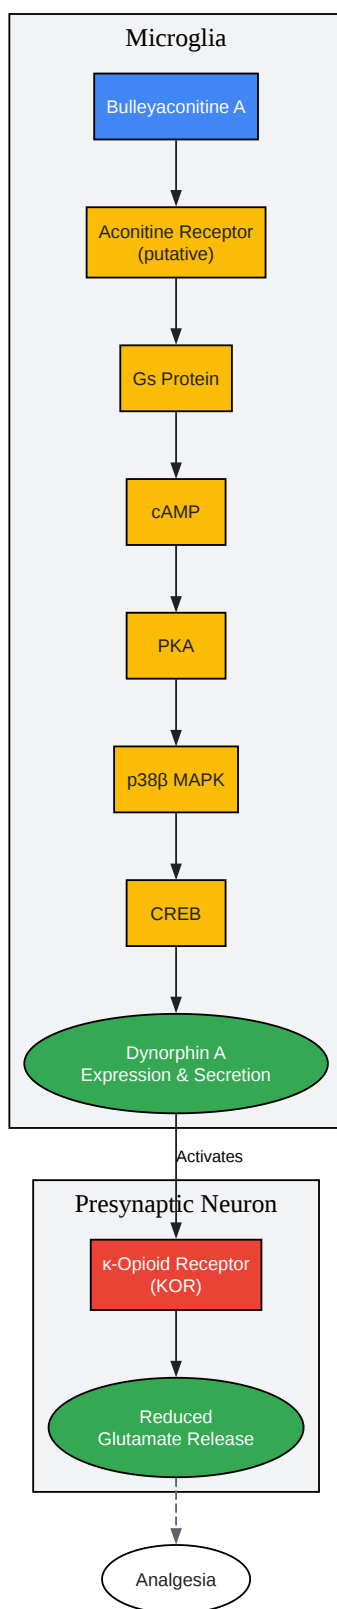 Microglia
Bulleyaconitine A
Aconitine Receptor
(putative)
Gs Protein
cAMP
PKA
p38β MAPK
CREB
Dynorphin A
Expression & Secretion
Activates
Presynaptic Neuron
κ-Opioid Receptor
(KOR)
Reduced
Glutamate Release
Analgesia